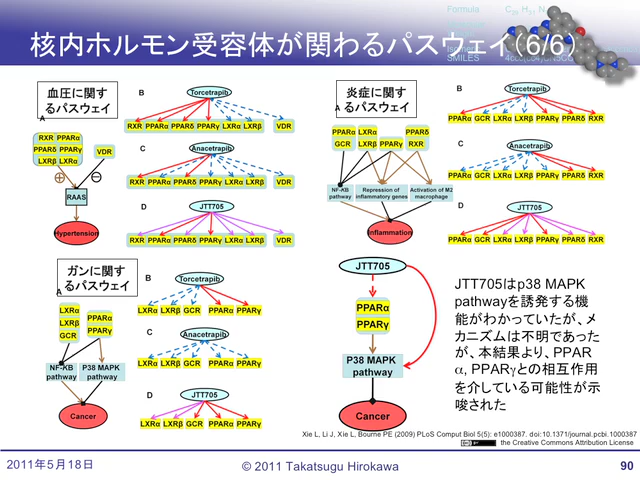 Formula
核内ホルモン受容体が関わるパスウェイ(6/6)
SMILES
血圧に関す
るパスウェイ
A
RXR PPARα
PPARδ PPARγ
LXRβ LXRα
VDR
RAAS
Hypertension
B
Torcetrapib
RXR PPARα PPARδ PPARγ LXRα LXRβ VDR
C
Anacetrapib
RXR PPARα PPARδ PPARγ LXRα LXRβ VDR
D
JTT705
RXR PPARα PPARδ PPARγ LXRα LXRβ VDR
炎症に関す
るパスウェイ
A
PPARα LXRα PPARδ
GCR LXRβ PPARγ RXR
NF-KB
pathway
Repression of
inflammatory genes
Activation of M2
macrophage
Inflammation
B
Torcetrapib
PPARα GCR LXRα LXRβ PPARγ PPARδ RXR
C
Anacetrapib
PPARα GCR LXRα LXRβ PPARγ PPARδ RXR
D
JTT705
PPARα GCR LXRα LXRβ PPARγ PPARδ RXR
ガンに関す
るパスウェイ
A
LXRα
LXRβ
GCR
PPARα
PPARγ
NF-KB
pathway
P38 MAPK
pathway
Cancer
B
Torcetrapib
LXRα LXRβ GCR PPARα PPARγ
C
Anacetrapib
LXRα LXRβ GCR PPARα PPARγ
D
JTT705
LXRα LXRβ GCR PPARα PPARγ
JTT705
PPARα
PPARγ
P38 MAPK
pathway
Cancer
JTT705はp38 MAPK
pathwayを誘発する機
能がわかっていたが、メ
カニズムは不明であった
が、本結果より、PPAR
α, PPARγとの相互作用
を介している可能性が示
唆された
Xie L, Li J, Xie L, Bourne PE (2009) PLoS Comput Biol 5(5): e1000387. doi:10.1371/journal.pcbi.1000387
the Creative Commons Attribution License
2011年5月18日
© 2011 Takatsugu Hirokawa
90